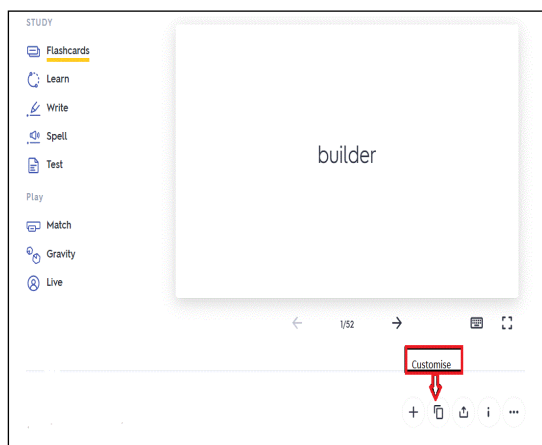 STUDY
Flashcards
Learn
Write
Spell
Test
Play
Match
Gravity
Live
builder
1/52
Customise